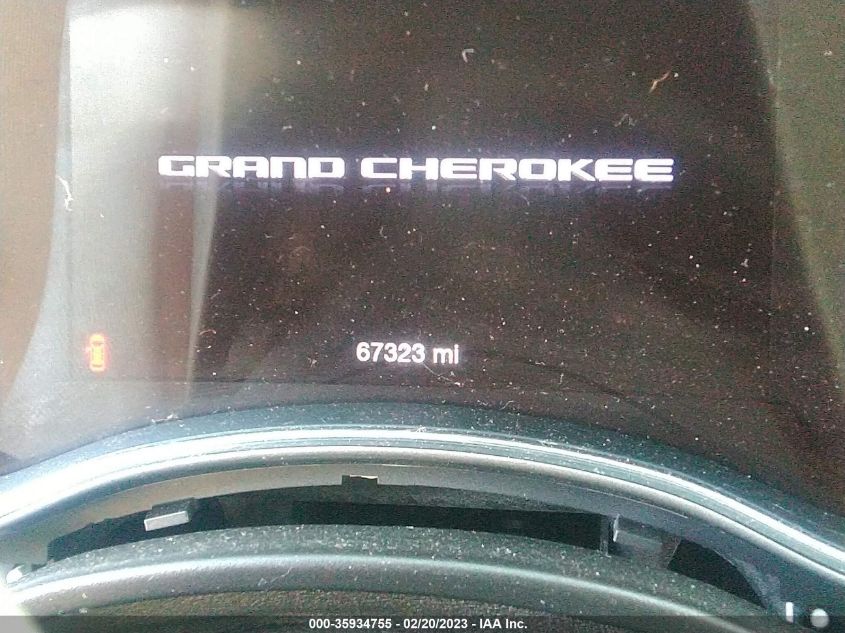 GRAND CHEROKEE
67323 mi
000-35934755 - 02/20/2023 - IAA Inc.